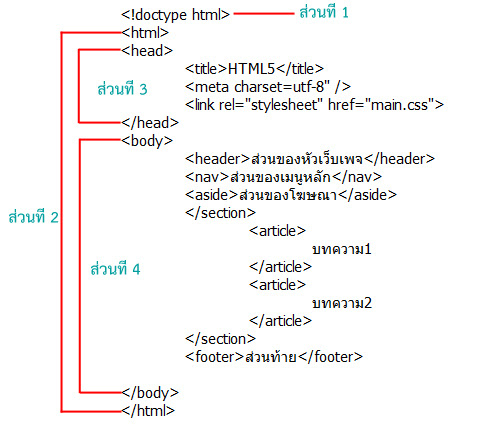 <!doctype html> ส่วนที่ 1
<html>
<head>
<title>HTML5</title>
<meta charset=utf-8" />
ส่วนที่ 3
<link rel="stylesheet" href="main.css">
</head>
<body>
<header>ส่วนของหัวเว็บเพจ</header>
<nav>ส่วนของเมนูหลัก</nav>
<aside>ส่วนของโฆษณา</aside>
ส่วนที่ 2
</section>
<article>
บทความ1
ส่วนที่ 4
</article>
<article>
บทความ2
</article>
</section>
<footer>ส่วนท้าย</footer>
</body>
</html>